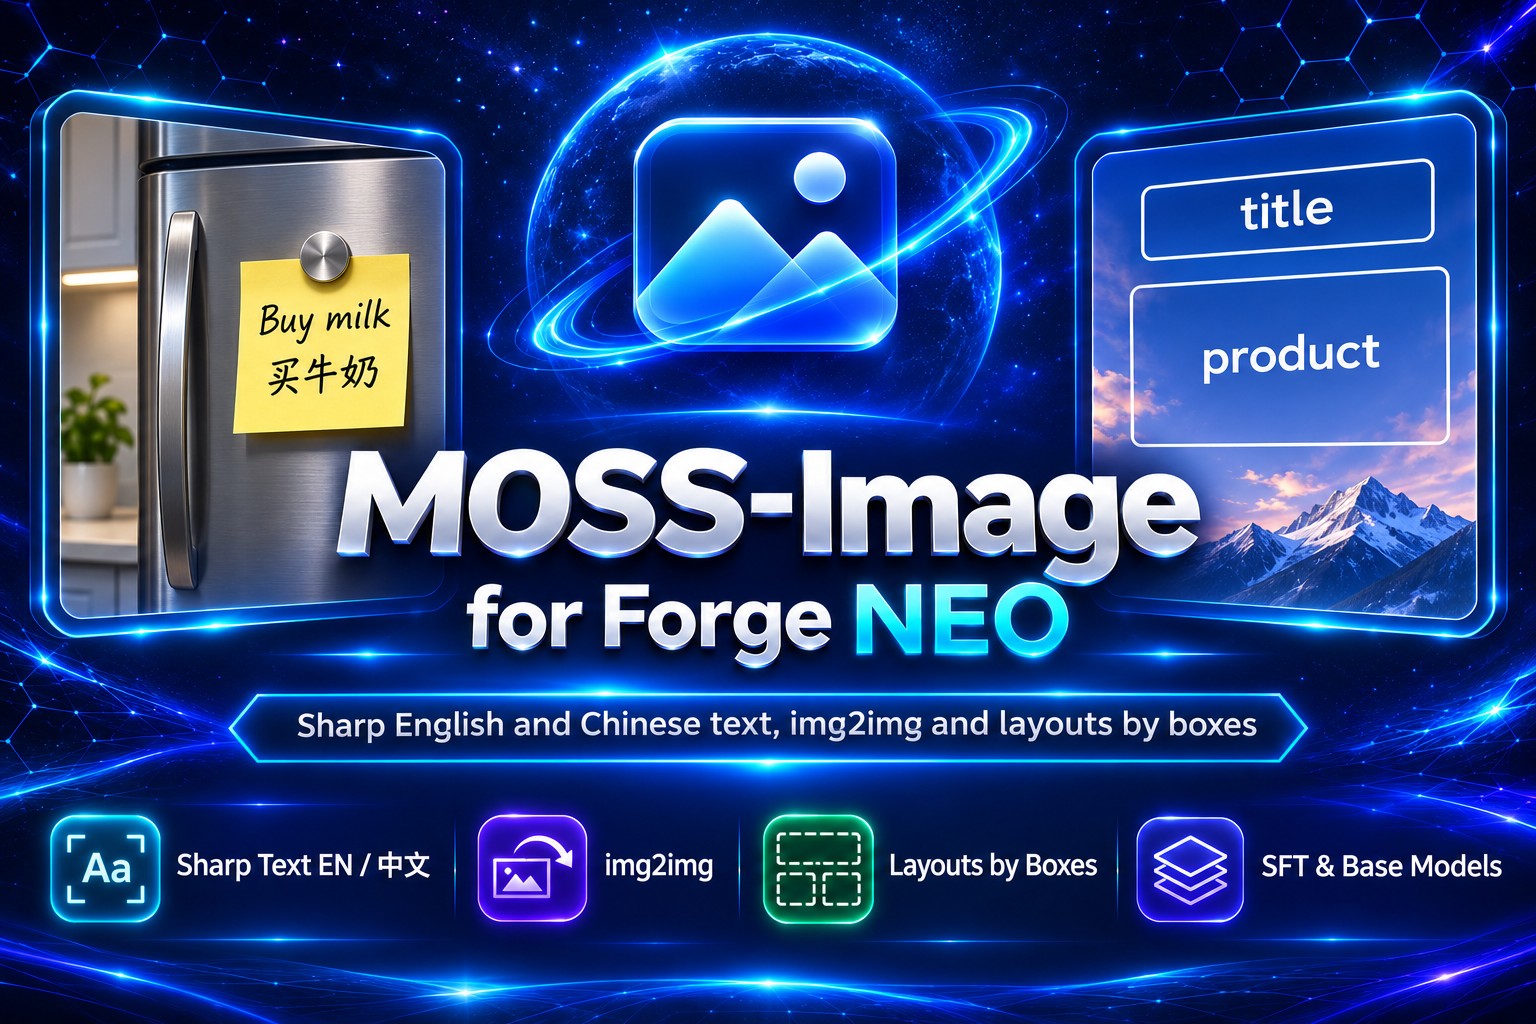 Buy milk
买牛奶
title
product
MOSS-Image
for Forge NEO
Sharp English and Chinese text, img2img and layouts by boxes
Aa
Sharp Text EN / 中文
img2img
Layouts by Boxes
SFT & Base Models